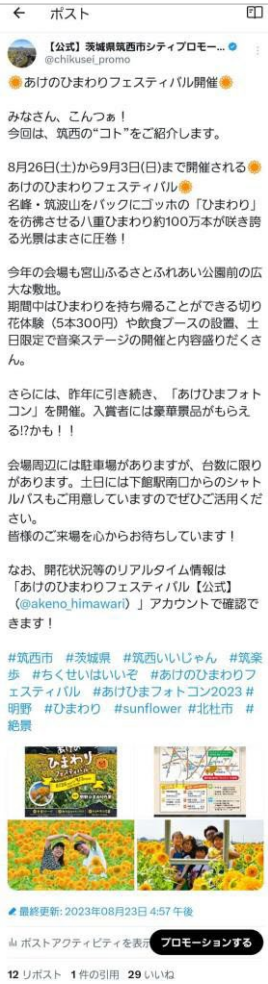 ポスト
【公式】茨城県筑西市シティプロモー...
@chikusei_promo
🌻あけのひまわりフェスティバル開催🌻
みなさん、こんつぁ！
今回は、筑西の“コト”をご紹介します。
8月26日(土)から9月3日(日)まで開催される🌻
あけのひまわりフェスティバル🌻
名峰・筑波山をバックにゴッホの「ひまわり」
を彷彿させる八重ひまわり約100万本が咲き誇
る光景はまさに圧巻！
今年の会場も宮山ふるさとふれあい公園前の広
大な敷地。
期間中はひまわりを持ち帰ることができる切り
花体験（5本300円）や飲食ブースの設置、土
日限定で音楽ステージの開催と内容盛りだくさ
ん。
さらには、昨年に引き続き、「あけひまフォト
コン」を開催。入賞者には豪華景品がもらえ
る!?かも！！
会場周辺には駐車場がありますが、台数に限り
があります。土日には下館駅南口からのシャト
ルバスもご用意していますのでぜひご活用くだ
さい。
皆様のご来場を心からお待ちしています！
なお、開花状況等のリアルタイム情報は
「あけのひまわりフェスティバル【公式】
（@akeno_himawari）」アカウントで確認で
きます！
#筑西市 #茨城県 #筑西いいじゃん #筑楽
歩 #ちくせいはいいぞ #あけのひまわりフ
ェスティバル #あけひまフォトコン2023 #
明野 #ひまわり #sunflower #北杜市 #
絶景
あけの
ひまわり
フェスティバル
最終更新: 2023年08月23日 4:57 午後
ポストアクティビティを表示
プロモーションする
12 リポスト 1 件の引用 29 いいね